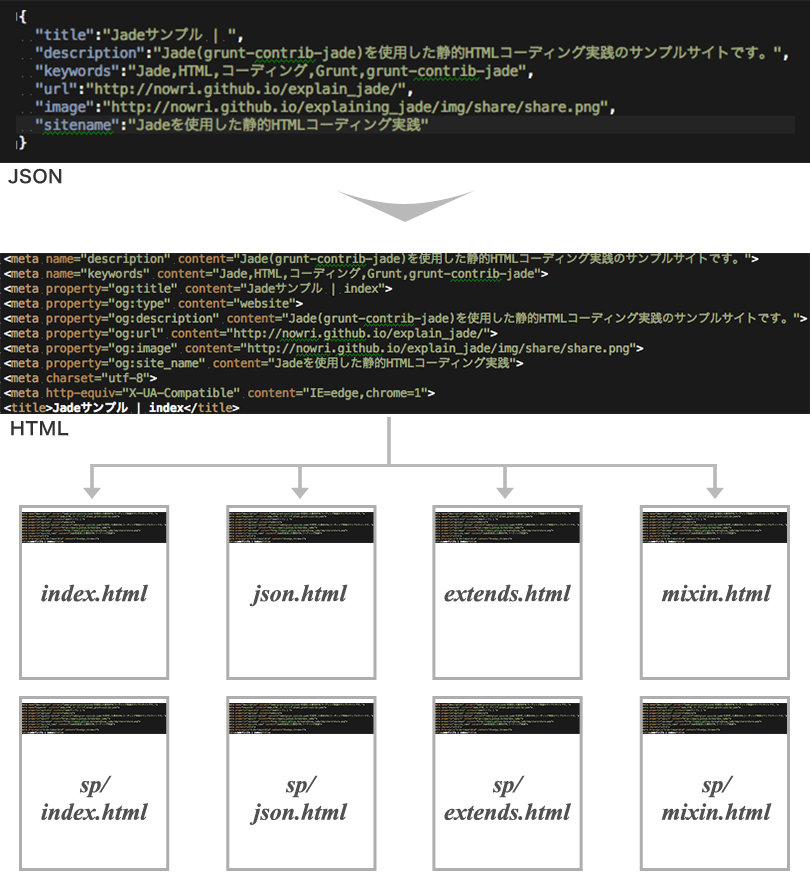 {
"title":"Jadeサンプル | ",
"description":"Jade(grunt-contrib-jade)を使用した静的HTMLコーディング実践のサンプルサイトです。",
"keywords":"Jade,HTML,コーディング,Grunt,grunt-contrib-jade",
"url":"http://nowri.github.io/explain_jade/",
"image":"http://nowri.github.io/explaining_jade/img/share/share.png",
"sitename":"Jadeを使用した静的HTMLコーディング実践"
}
JSON
<meta name="description" content="Jade(grunt-contrib-jade)を使用した静的HTMLコーディング実践のサンプルサイトです。">
<meta name="keywords" content="Jade,HTML,コーディング,Grunt,grunt-contrib-jade">
<meta property="og:title" content="Jadeサンプル | index">
<meta property="og:type" content="website">
<meta property="og:description" content="Jade(grunt-contrib-jade)を使用した静的HTMLコーディング実践のサンプルサイトです。">
<meta property="og:url" content="http://nowri.github.io/explain_jade/">
<meta property="og:image" content="http://nowri.github.io/explain_jade/img/share/share.png">
<meta property="og:site_name" content="Jadeを使用した静的HTMLコーディング実践">
<meta charset="utf-8">
<meta http-equiv="X-UA-Compatible" content="IE=edge,chrome=1">
<title>Jadeサンプル | index</title>
HTML
index.html
json.html
extends.html
mixin.html
sp/
index.html
sp/
json.html
sp/
extends.html
sp/
mixin.html